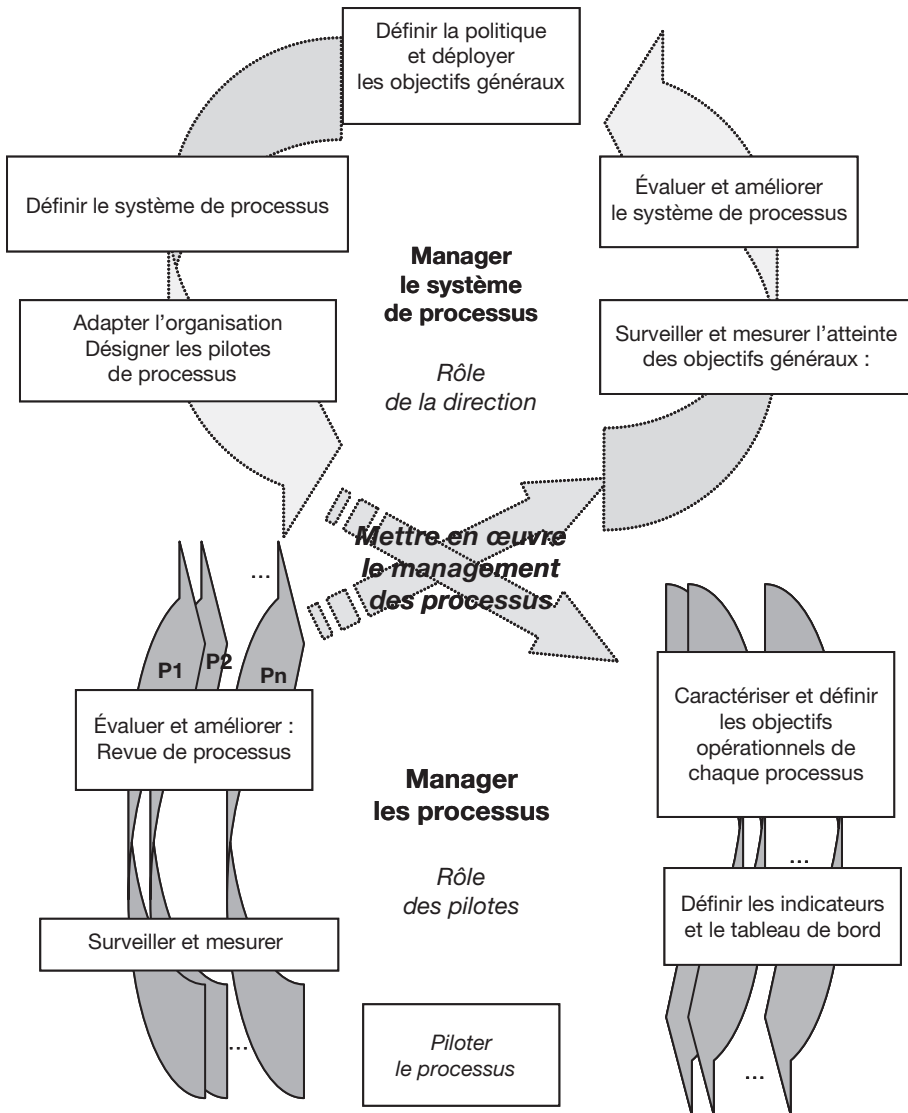 Définir la politique
et déployer
les objectifs généraux
Définir le système de processus
Évaluer et améliorer
le système de processus
Manager
le système
de processus
Adapter l'organisation
Désigner les pilotes
de processus
Surveiller et mesurer l'atteinte
des objectifs généraux :
Rôle
de la direction
Mettre en œuvre
le management
des processus
...
P1
P2
Pn
Évaluer et améliorer :
Revue de processus
Caractériser et définir
les objectifs
opérationnels de
chaque processus
Manager
les processus
...
Rôle
des pilotes
Surveiller et mesurer
Définir les indicateurs
et le tableau de bord
...
Piloter
le processus
...